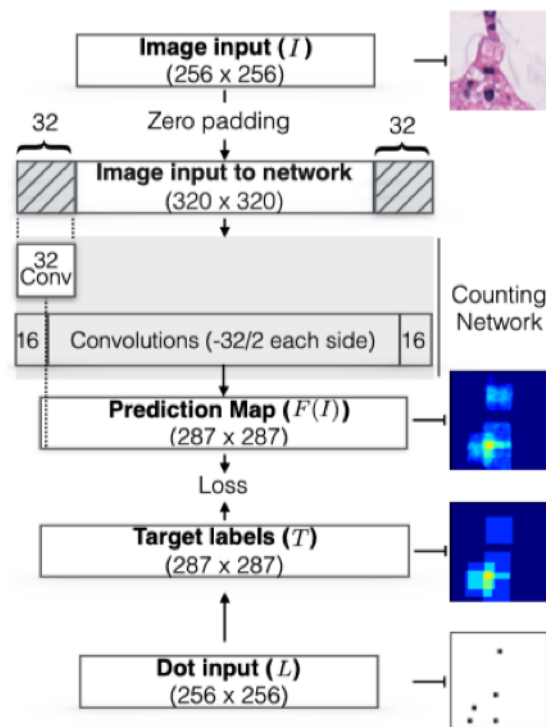 Image input (I)
(256 x 256)
32
Zero padding
32
Image input to network
(320 x 320)
32
Conv
Counting
Network
16
Convolutions (-32/2 each side)
16
Prediction Map (F(I))
(287 x 287)
Loss
Target labels (T)
(287 x 287)
Dot input (L)
(256 x 256)